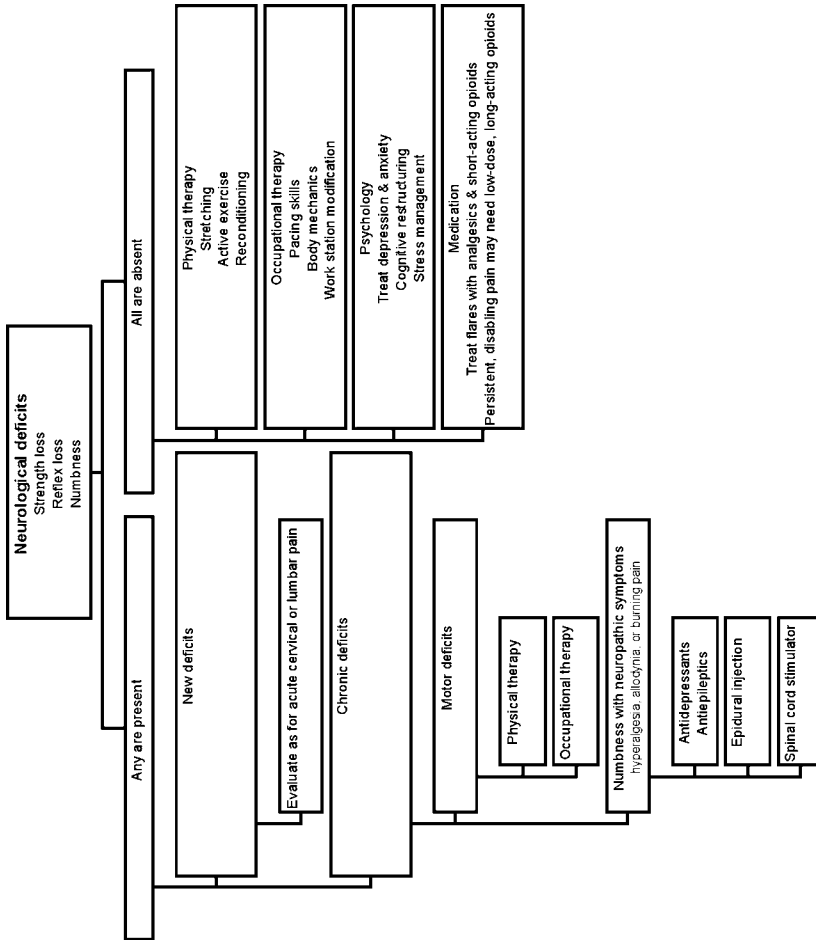 Neurological deficits
Strength loss
Reflex loss
Numbness
Any are present
New deficits
Evaluate as for acute cervical or lumbar pain
Chronic deficits
Motor deficits
Physical therapy
Occupational therapy
Numbness with neuropathic symptoms
hyperalgesia, allodynia, or burning pain
Antidepressants
Antiepileptics
Epidural injection
Spinal cord stimulator
All are absent
Physical therapy
Stretching
Active exercise
Reconditioning
Occupational therapy
Pacing skills
Body mechanics
Work station modification
Psychology
Treat depression & anxiety
Cognitive restructuring
Stress management
Medication
Treat flares with analgesics & short-acting opioids
Persistent, disabling pain may need low-dose, long-acting opioids